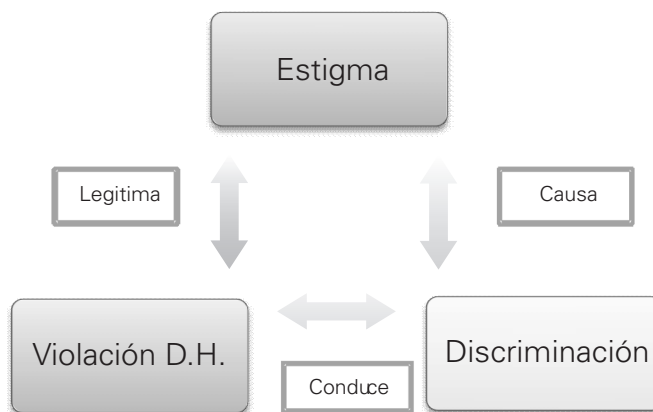 Estigma
Legitima
Causa
Violación D.H.
Discriminación
Conduce